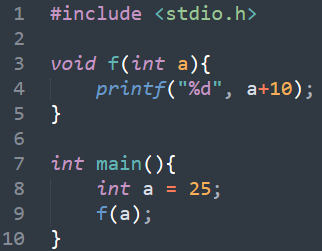 1 #include <stdio.h>
2
3 void f(int a){
4     printf("%d", a+10);
5 }
6
7 int main(){
8     int a = 25;
9     f(a);
10 }